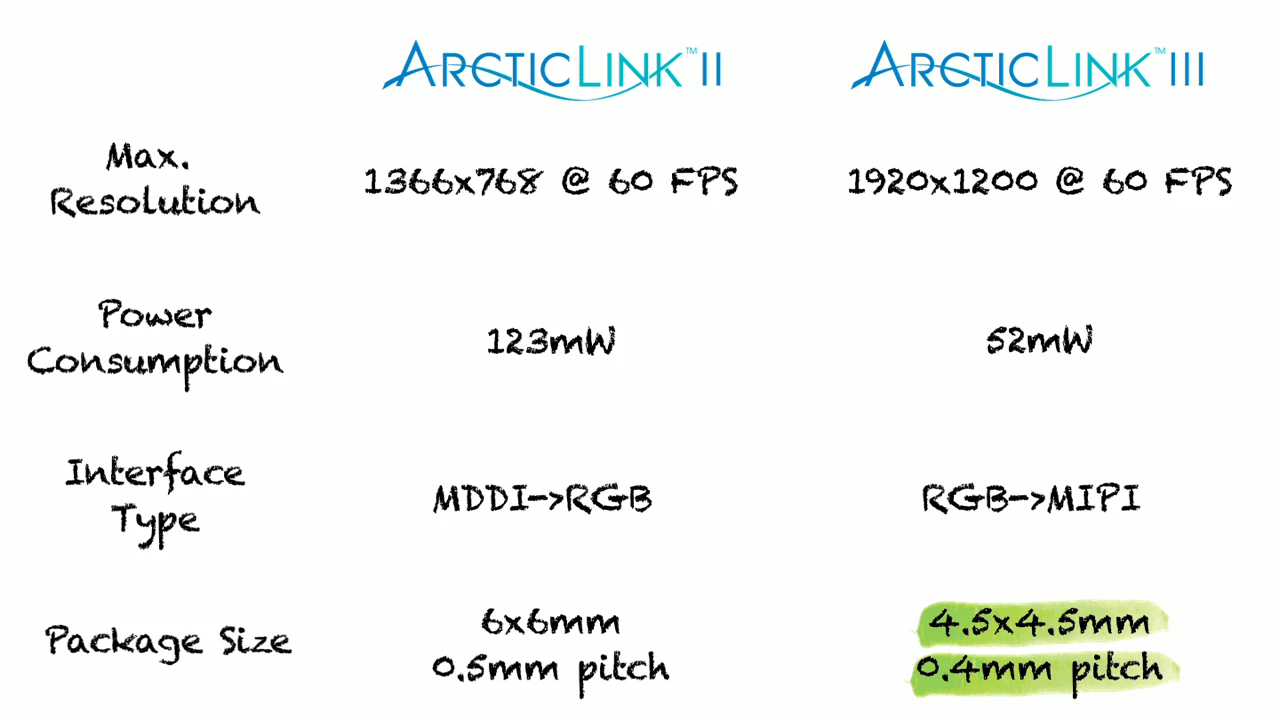 ARCTICLINK™ II
ARCTICLINK™ III
Max.
Resolution
1366x768 @ 60 FPS
1920x1200 @ 60 FPS
Power
Consumption
123mW
52mW
Interface
Type
MDDI->RGB
RGB->MIPI
Package Size
6x6mm
0.5mm pitch
4.5x4.5mm
0.4mm pitch